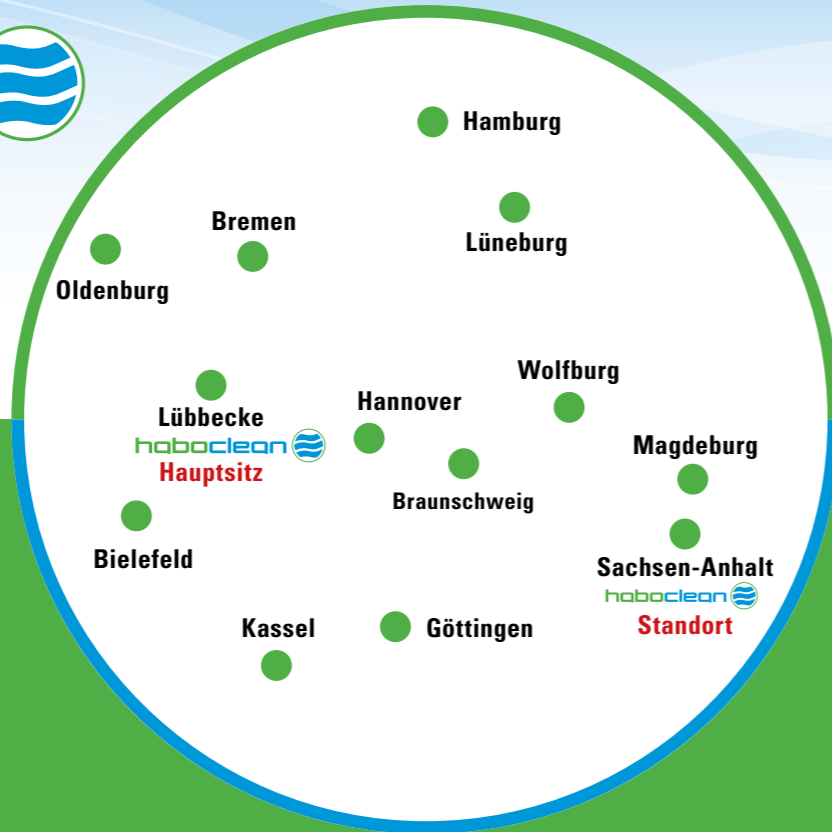 Hamburg
Bremen
Lüneburg
Oldenburg
Wolfburg
Hannover
Lübbecke
haboclean
Hauptsitz
Magdeburg
Braunschweig
Bielefeld
Sachsen-Anhalt
haboclean
Standort
Kassel
Göttingen